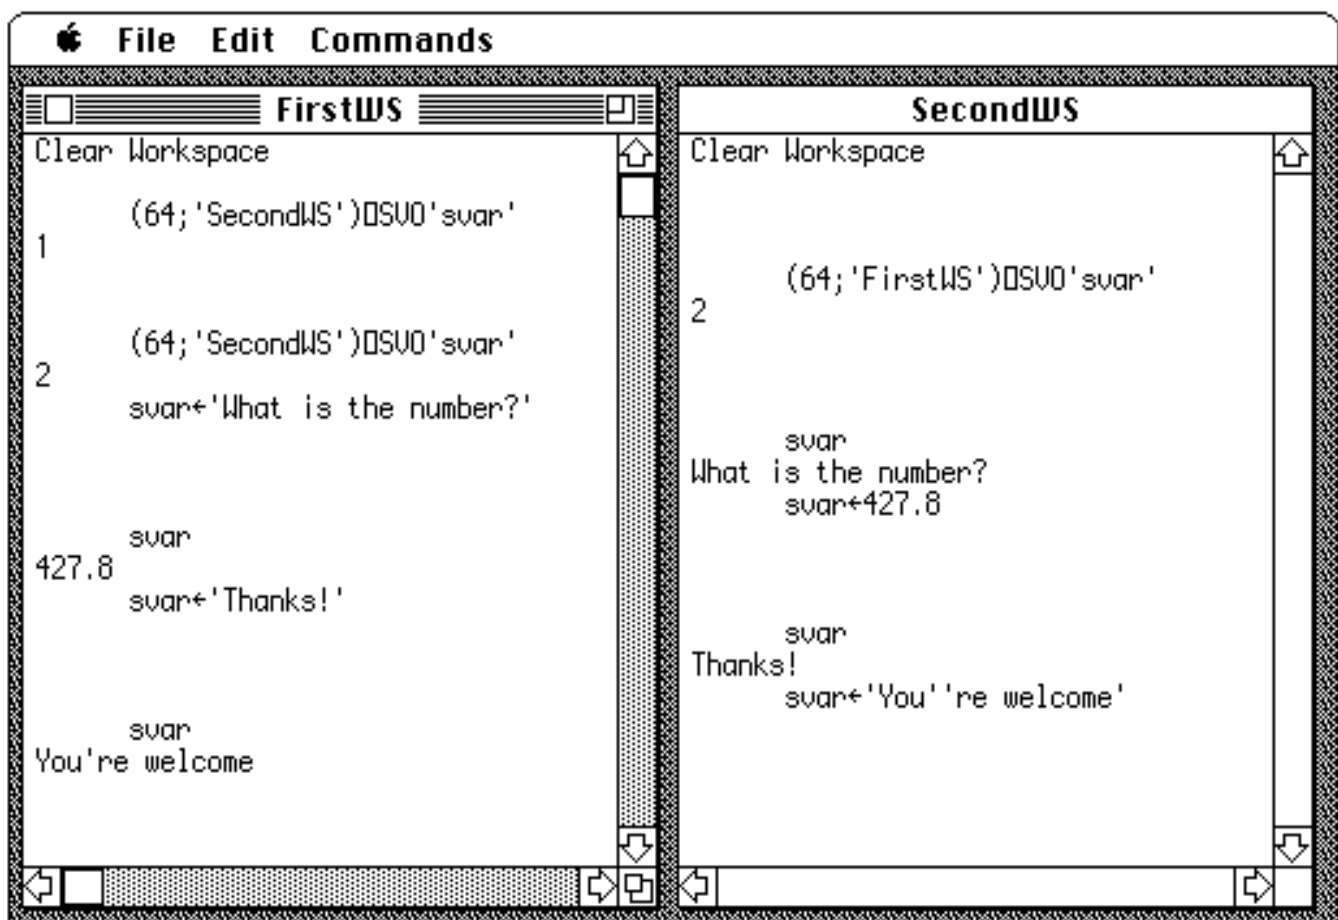 File Edit Commands
FirstWS
Clear Workspace
(64;'SecondWS')⎕SVO'svar'
1
(64;'SecondWS')⎕SVO'svar'
2
svar←'What is the number?'
svar
427.8
svar←'Thanks!'
svar
You're welcome
SecondWS
Clear Workspace
(64;'FirstWS')⎕SVO'svar'
2
svar
What is the number?
svar←427.8
svar
Thanks!
svar←'You''re welcome'